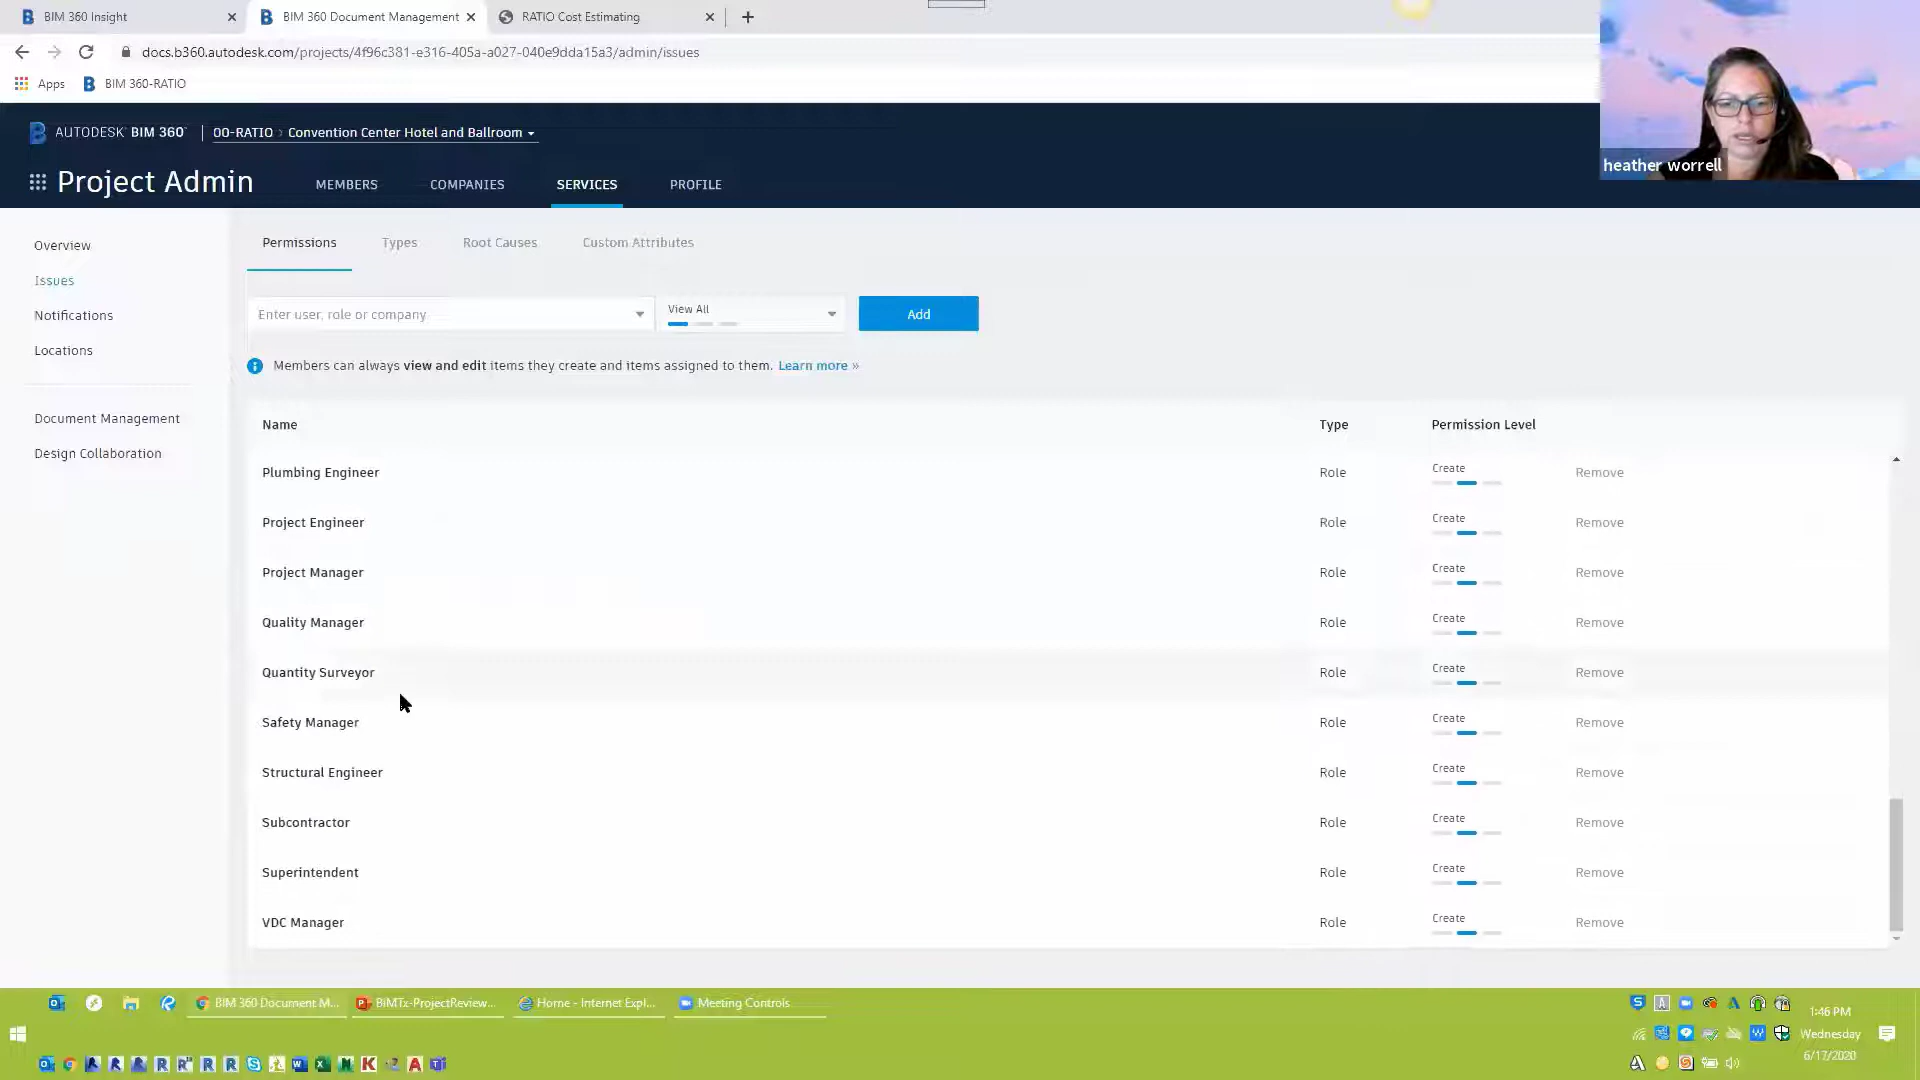 BIM 360 Insight
BIM 360 Document Management
RATIO Cost Estimating
docs.b360.autodesk.com/projects/4f96c381-e316-405a-a027-040e9dda15a3/admin/issues
Apps
BIM 360-RATIO
AUTODESK BIM 360
00-RATIO > Convention Center Hotel and Ballroom
heather worrell
Project Admin
MEMBERS
COMPANIES
SERVICES
PROFILE
Overview
Issues
Notifications
Locations
Document Management
Design Collaboration
Permissions
Types
Root Causes
Custom Attributes
Enter user, role or company
View All
Add
Members can always view and edit items they create and items assigned to them. Learn more »
Name Type Permission Level
Plumbing Engineer Role Create Remove
Project Engineer Role Create Remove
Project Manager Role Create Remove
Quality Manager Role Create Remove
Quantity Surveyor Role Create Remove
Safety Manager Role Create Remove
Structural Engineer Role Create Remove
Subcontractor Role Create Remove
Superintendent Role Create Remove
VDC Manager Role Create Remove
BIM 360 Document M...
BiMTx-ProjectReview...
Home - Internet Expl...
Meeting Controls
1:46 PM
Wednesday
6/17/2020